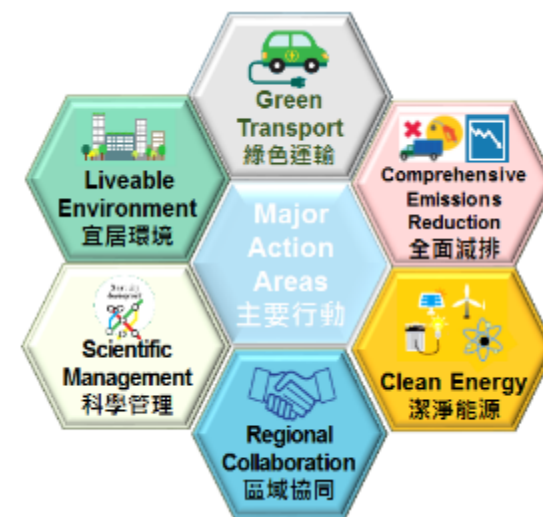 Green
Transport
綠色運輸
Liveable
Environment
宜居環境
Comprehensive
Emissions
Reduction
全面減排
Major
Action
Areas
主要行動
Scientific
Management
科學管理
Clean Energy
潔淨能源
Regional
Collaboration
區域協同